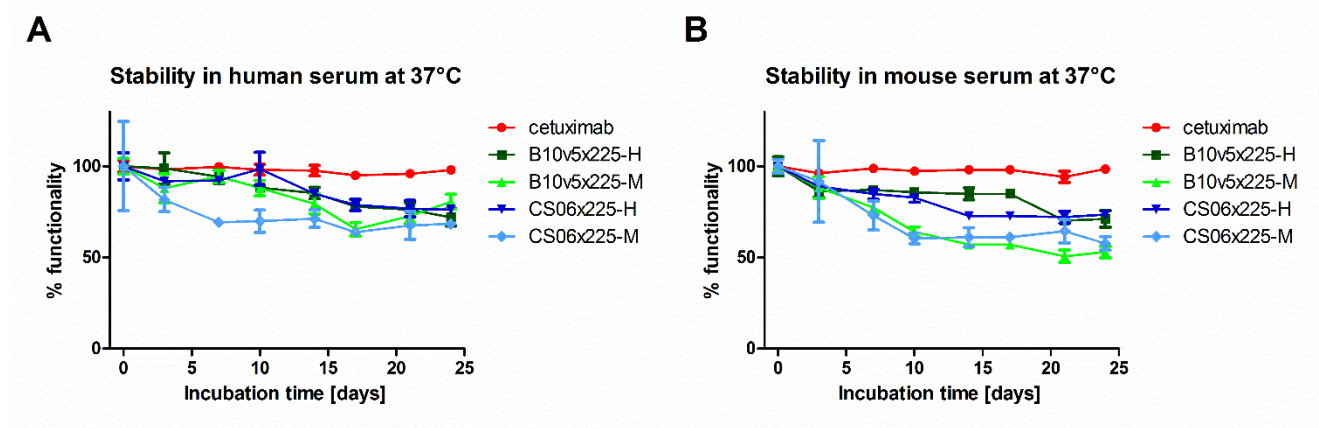 A
Stability in human serum at 37°C
% functionality
100
50
0
0 5 10 15 20 25
Incubation time [days]
cetuximab
B10v5x225-H
B10v5x225-M
CS06x225-H
CS06x225-M
B
Stability in mouse serum at 37°C
% functionality
100
50
0
0 5 10 15 20 25
Incubation time [days]
cetuximab
B10v5x225-H
B10v5x225-M
CS06x225-H
CS06x225-M